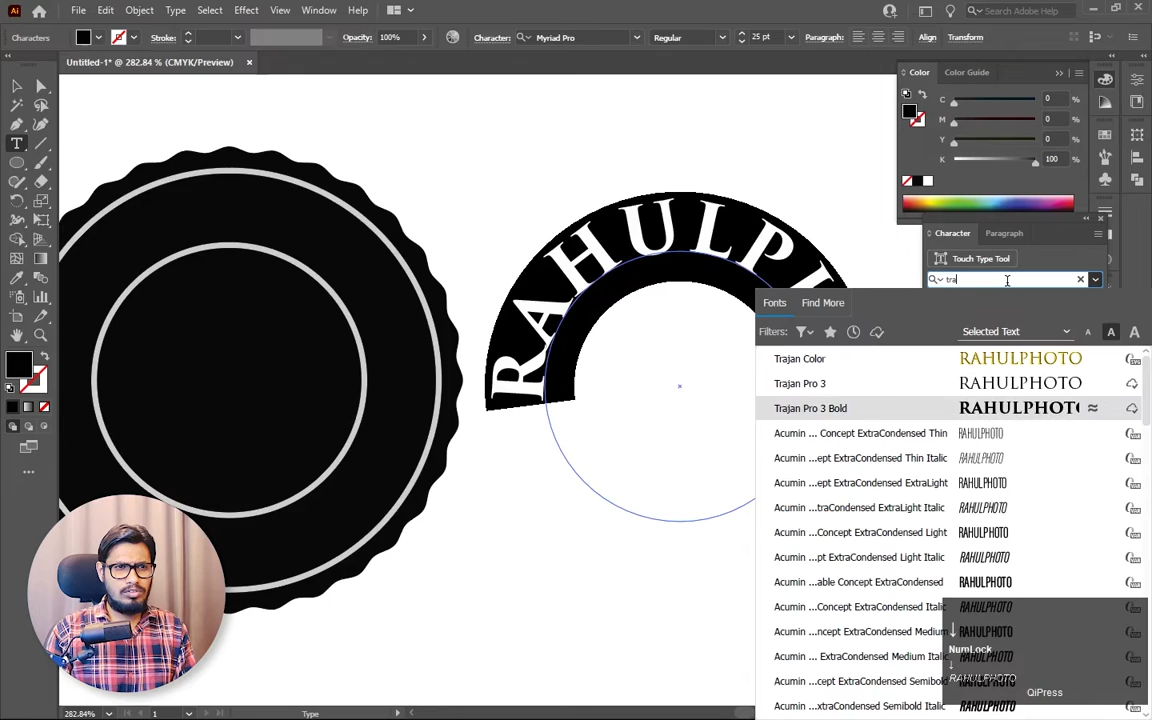 Ai File Edit Object Type Select Effect View Window Help Search Adobe Help
Characters Stroke: Opacity: 100% Character: Myriad Pro Regular 25 pt Paragraph: Align Transform
Untitled-1* @ 282.84 % (CMYK/Preview)
Color Color Guide
C 0 %
M 0 %
Y 0 %
K 100 %
Character Paragraph
Touch Type Tool
tra
RAHULP
Fonts Find More
Filters: Selected Text A A A
Trajan Color RAHULPHOTO
Trajan Pro 3 RAHULPHOTO
Trajan Pro 3 Bold RAHULPHOTO
Acumin ... Concept ExtraCondensed Thin RAHULPHOTO
Acumin ...ept ExtraCondensed Thin Italic RAHULPHOTO
Acumin ...ept ExtraCondensed ExtraLight RAHULPHOTO
Acumin ...traCondensed ExtraLight Italic RAHULPHOTO
Acumin ...Concept ExtraCondensed Light RAHULPHOTO
Acumin ...pt ExtraCondensed Light Italic RAHULPHOTO
Acumin ...able Concept ExtraCondensed RAHULPHOTO
Acumin ...Concept ExtraCondensed Italic RAHULPHOTO
Acumin ...ncept ExtraCondensed Medium RAHULPHOTO
Acumin ... ExtraCondensed Medium Italic RAHULPHOTO
Acumin ...cept ExtraCondensed Semibold RAHULPHOTO
Acumin ...xtraCondensed Semibold Italic RAHULPHOTO
↓
NumLock
↓
RAHULPHOTO
QiPress
282.84% 1 Type